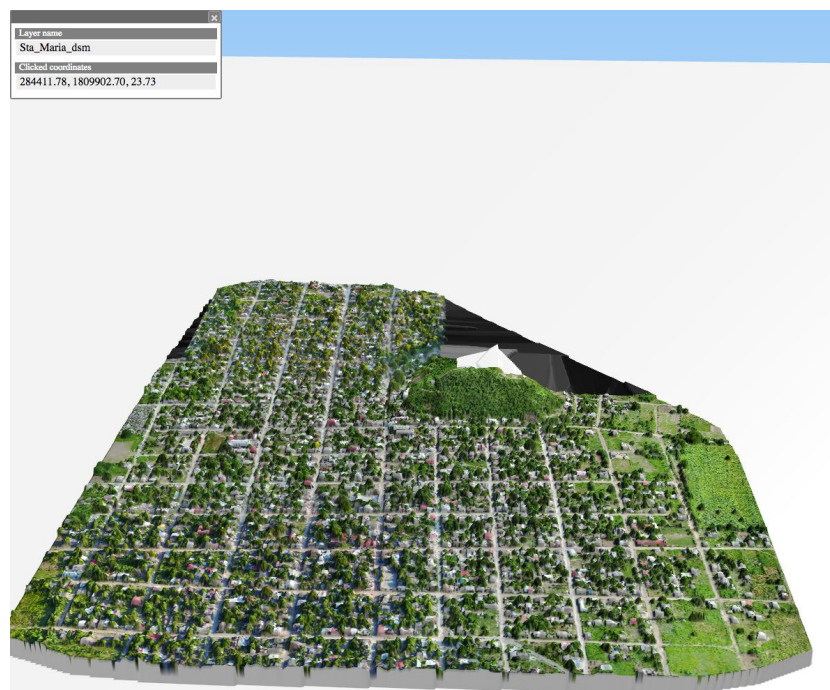 Layer name
Sta_Maria_dsm
Clicked coordinates
284411.78, 1809902.70, 23.73